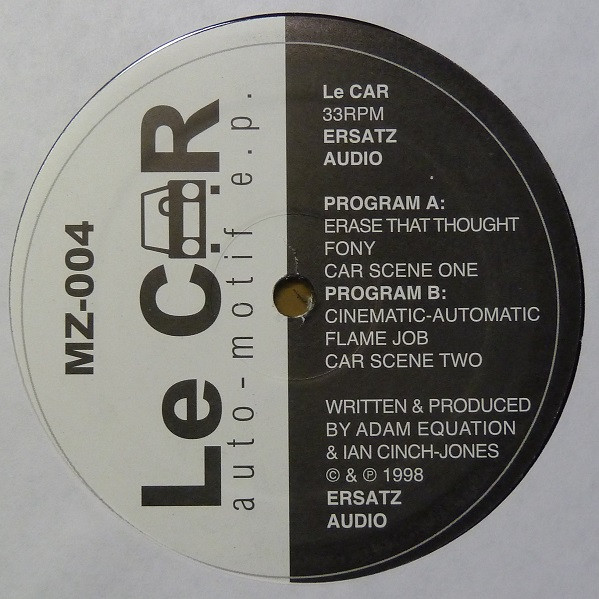 MZ-004
Le CAR
auto-motif e.p.
Le CAR
33RPM
ERSATZ
AUDIO
PROGRAM A:
ERASE THAT THOUGHT
FONY
CAR SCENE ONE
PROGRAM B:
CINEMATIC-AUTOMATIC
FLAME JOB
CAR SCENE TWO
WRITTEN & PRODUCED
BY ADAM EQUATION
& IAN CINCH-JONES
© & ℗ 1998
ERSATZ
AUDIO